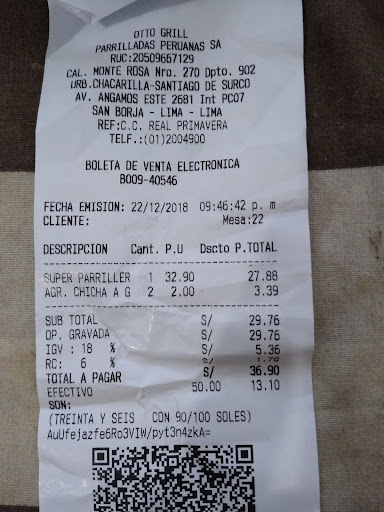 OTTO GRILL
PARRILLADAS PERUANAS SA
RUC:20509667129
CAL. MONTE ROSA Nro. 270 Dpto. 902
URB.CHACARILLA-SANTIAGO DE SURCO
AV. ANGAMOS ESTE 2681 Int PC07
SAN BORJA - LIMA - LIMA
REF:C.C. REAL PRIMAVERA
TELF.:(01)2004900
BOLETA DE VENTA ELECTRONICA
B009-40546
FECHA EMISION: 22/12/2018 09:46:42 p. m
CLIENTE: Mesa:22
DESCRIPCION Cant. P.U Dscto P.TOTAL
SUPER PARRILLER 1 32.90 27.88
AGR. CHICHA A G 2 2.00 3.39
SUB TOTAL S/ 29.76
OP. GRAVADA S/ 29.76
IGV : 18 % S/ 5.36
RC: 6 % S/ 1.78
TOTAL A PAGAR S/ 36.90
EFECTIVO 50.00 13.10
SON:
(TREINTA Y SEIS CON 90/100 SOLES)
AuUfejazfe6Ro3VIW/pyt3n4zkA=